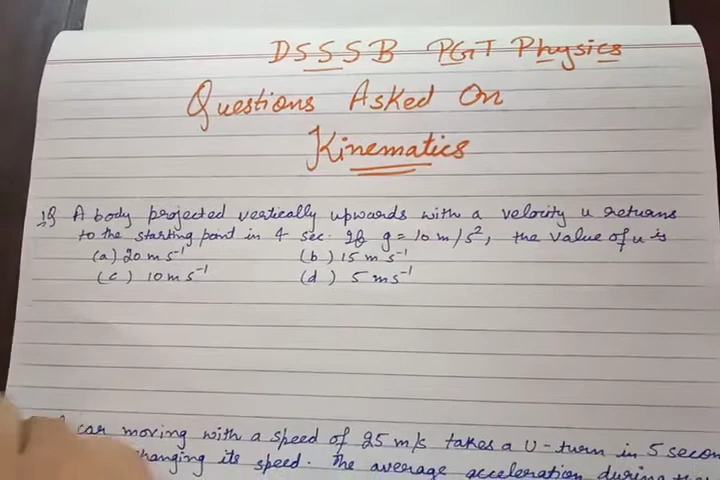 DSSSB PGT Physics
Questions Asked On
Kinematics
1Q A body projected vertically upwards with a velocity u returns
to the starting point in 4 sec. If g = 10 m/s², the value of u is
(a) 20 m s⁻¹ (b) 15 m s⁻¹
(c) 10 m s⁻¹ (d) 5 m s⁻¹
car moving with a speed of 25 m/s takes a U-turn in 5 secon
hanging its speed. The average acceleration during